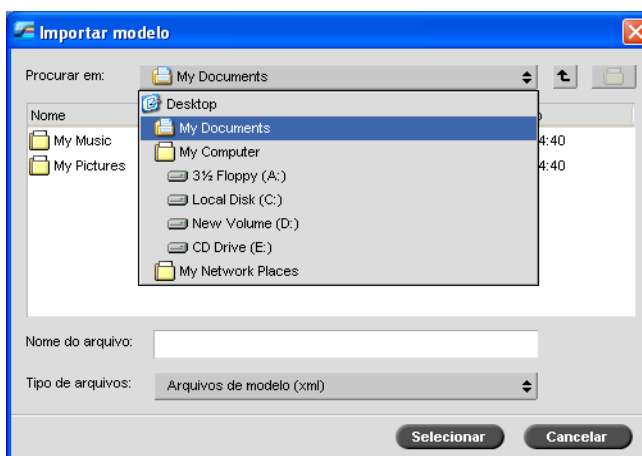 Importar modelo
Procurar em: My Documents
Desktop
Nome
My Documents
My Music 4:40
My Computer
My Pictures 4:40
3½ Floppy (A:)
Local Disk (C:)
New Volume (D:)
CD Drive (E:)
My Network Places
Nome do arquivo:
Tipo de arquivos: Arquivos de modelo (xml)
Selecionar Cancelar